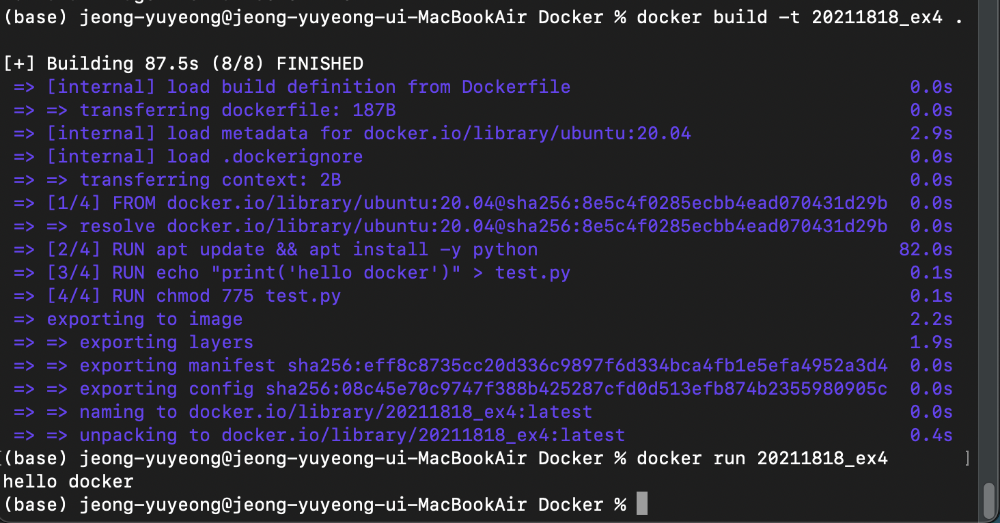 (base) jeong-yuyeong@jeong-yuyeong-ui-MacBookAir Docker % docker build -t 20211818_ex4 .
[+] Building 87.5s (8/8) FINISHED
=> [internal] load build definition from Dockerfile 0.0s
=> => transferring dockerfile: 187B 0.0s
=> [internal] load metadata for docker.io/library/ubuntu:20.04 2.9s
=> [internal] load .dockerignore 0.0s
=> => transferring context: 2B 0.0s
=> [1/4] FROM docker.io/library/ubuntu:20.04@sha256:8e5c4f0285ecbb4ead070431d29b 0.0s
=> => resolve docker.io/library/ubuntu:20.04@sha256:8e5c4f0285ecbb4ead070431d29b 0.0s
=> [2/4] RUN apt update && apt install -y python 82.0s
=> [3/4] RUN echo "print('hello docker')" > test.py 0.1s
=> [4/4] RUN chmod 775 test.py 0.1s
=> exporting to image 2.2s
=> => exporting layers 1.9s
=> => exporting manifest sha256:eff8c8735cc20d336c9897f6d334bca4fb1e5efa4952a3d4 0.0s
=> => exporting config sha256:08c45e70c9747f388b425287cfd0d513efb874b2355980905c 0.0s
=> => naming to docker.io/library/20211818_ex4:latest 0.0s
=> => unpacking to docker.io/library/20211818_ex4:latest 0.4s
[(base) jeong-yuyeong@jeong-yuyeong-ui-MacBookAir Docker % docker run 20211818_ex4 ]
hello docker
(base) jeong-yuyeong@jeong-yuyeong-ui-MacBookAir Docker %